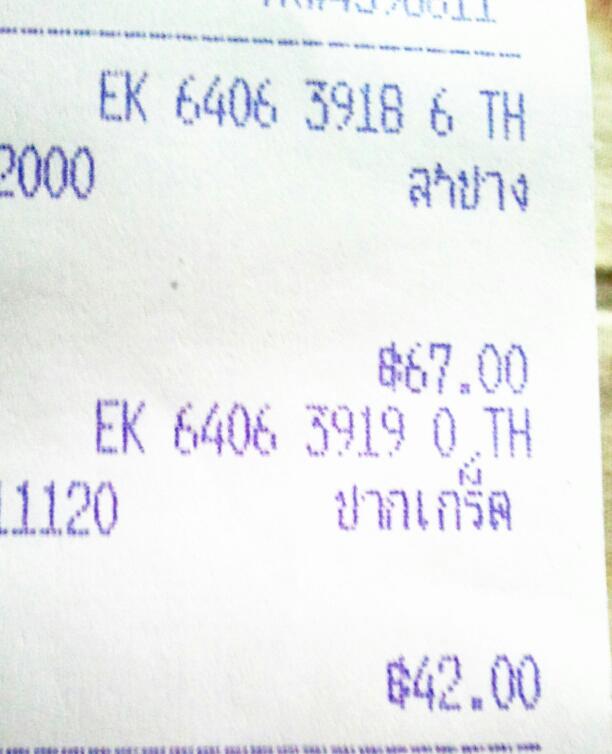 EK 6406 3918 6 TH
2000 ลำปาง
฿67.00
EK 6406 3919 0 TH
11120 ปากเกร็ด
฿42.00